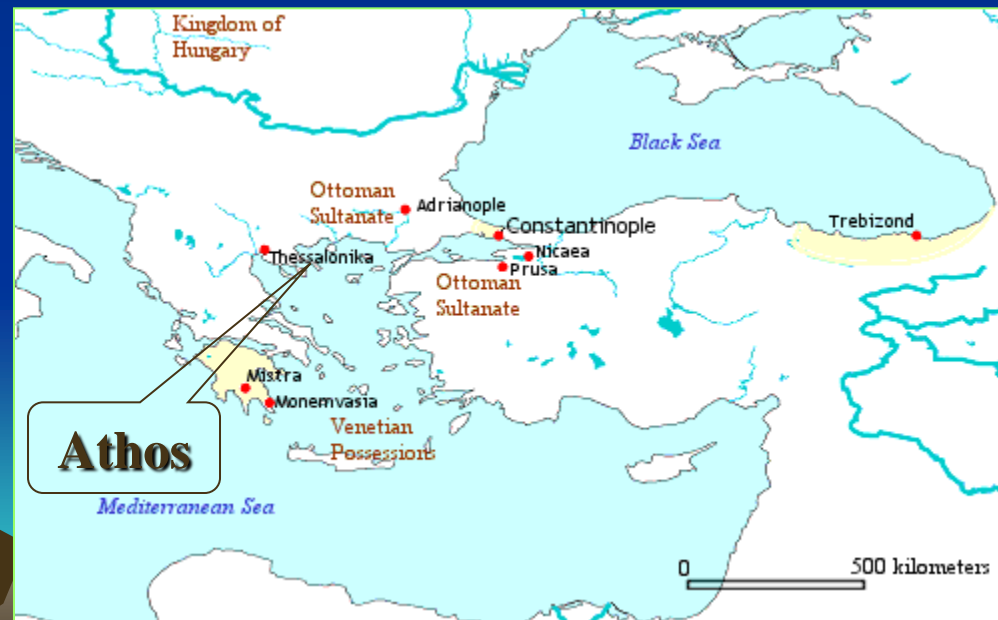 Kingdom of
Hungary
Black Sea
Ottoman
Sultanate
Adrianople
Constantinople
Trebizond
Thessalonika
Nicaea
Prusa
Ottoman
Sultanate
Mistra
Monemvasia
Venetian
Possessions
Athos
Mediterranean Sea
0
500 kilometers